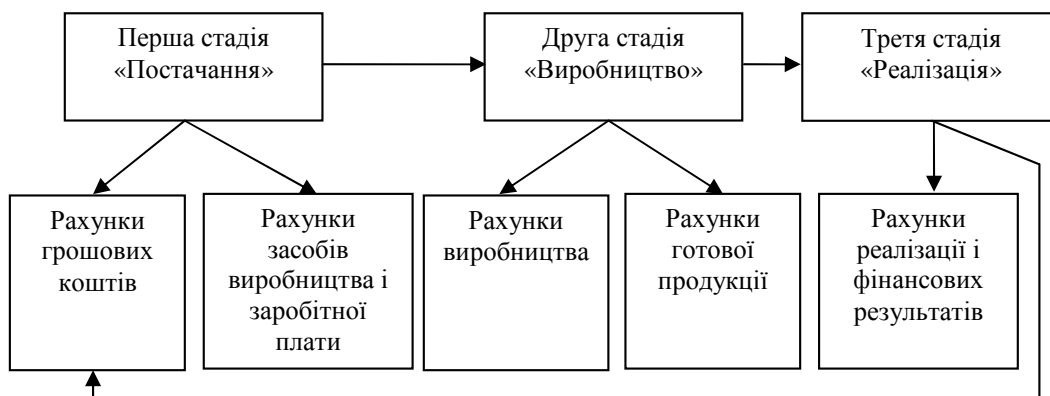 Перша стадія
«Постачання»
Друга стадія
«Виробництво»
Третя стадія
«Реалізація»
Рахунки
грошових
коштів
Рахунки
засобів
виробництва і
заробітної
плати
Рахунки
виробництва
Рахунки
готової
продукції
Рахунки
реалізації і
фінансових
результатів